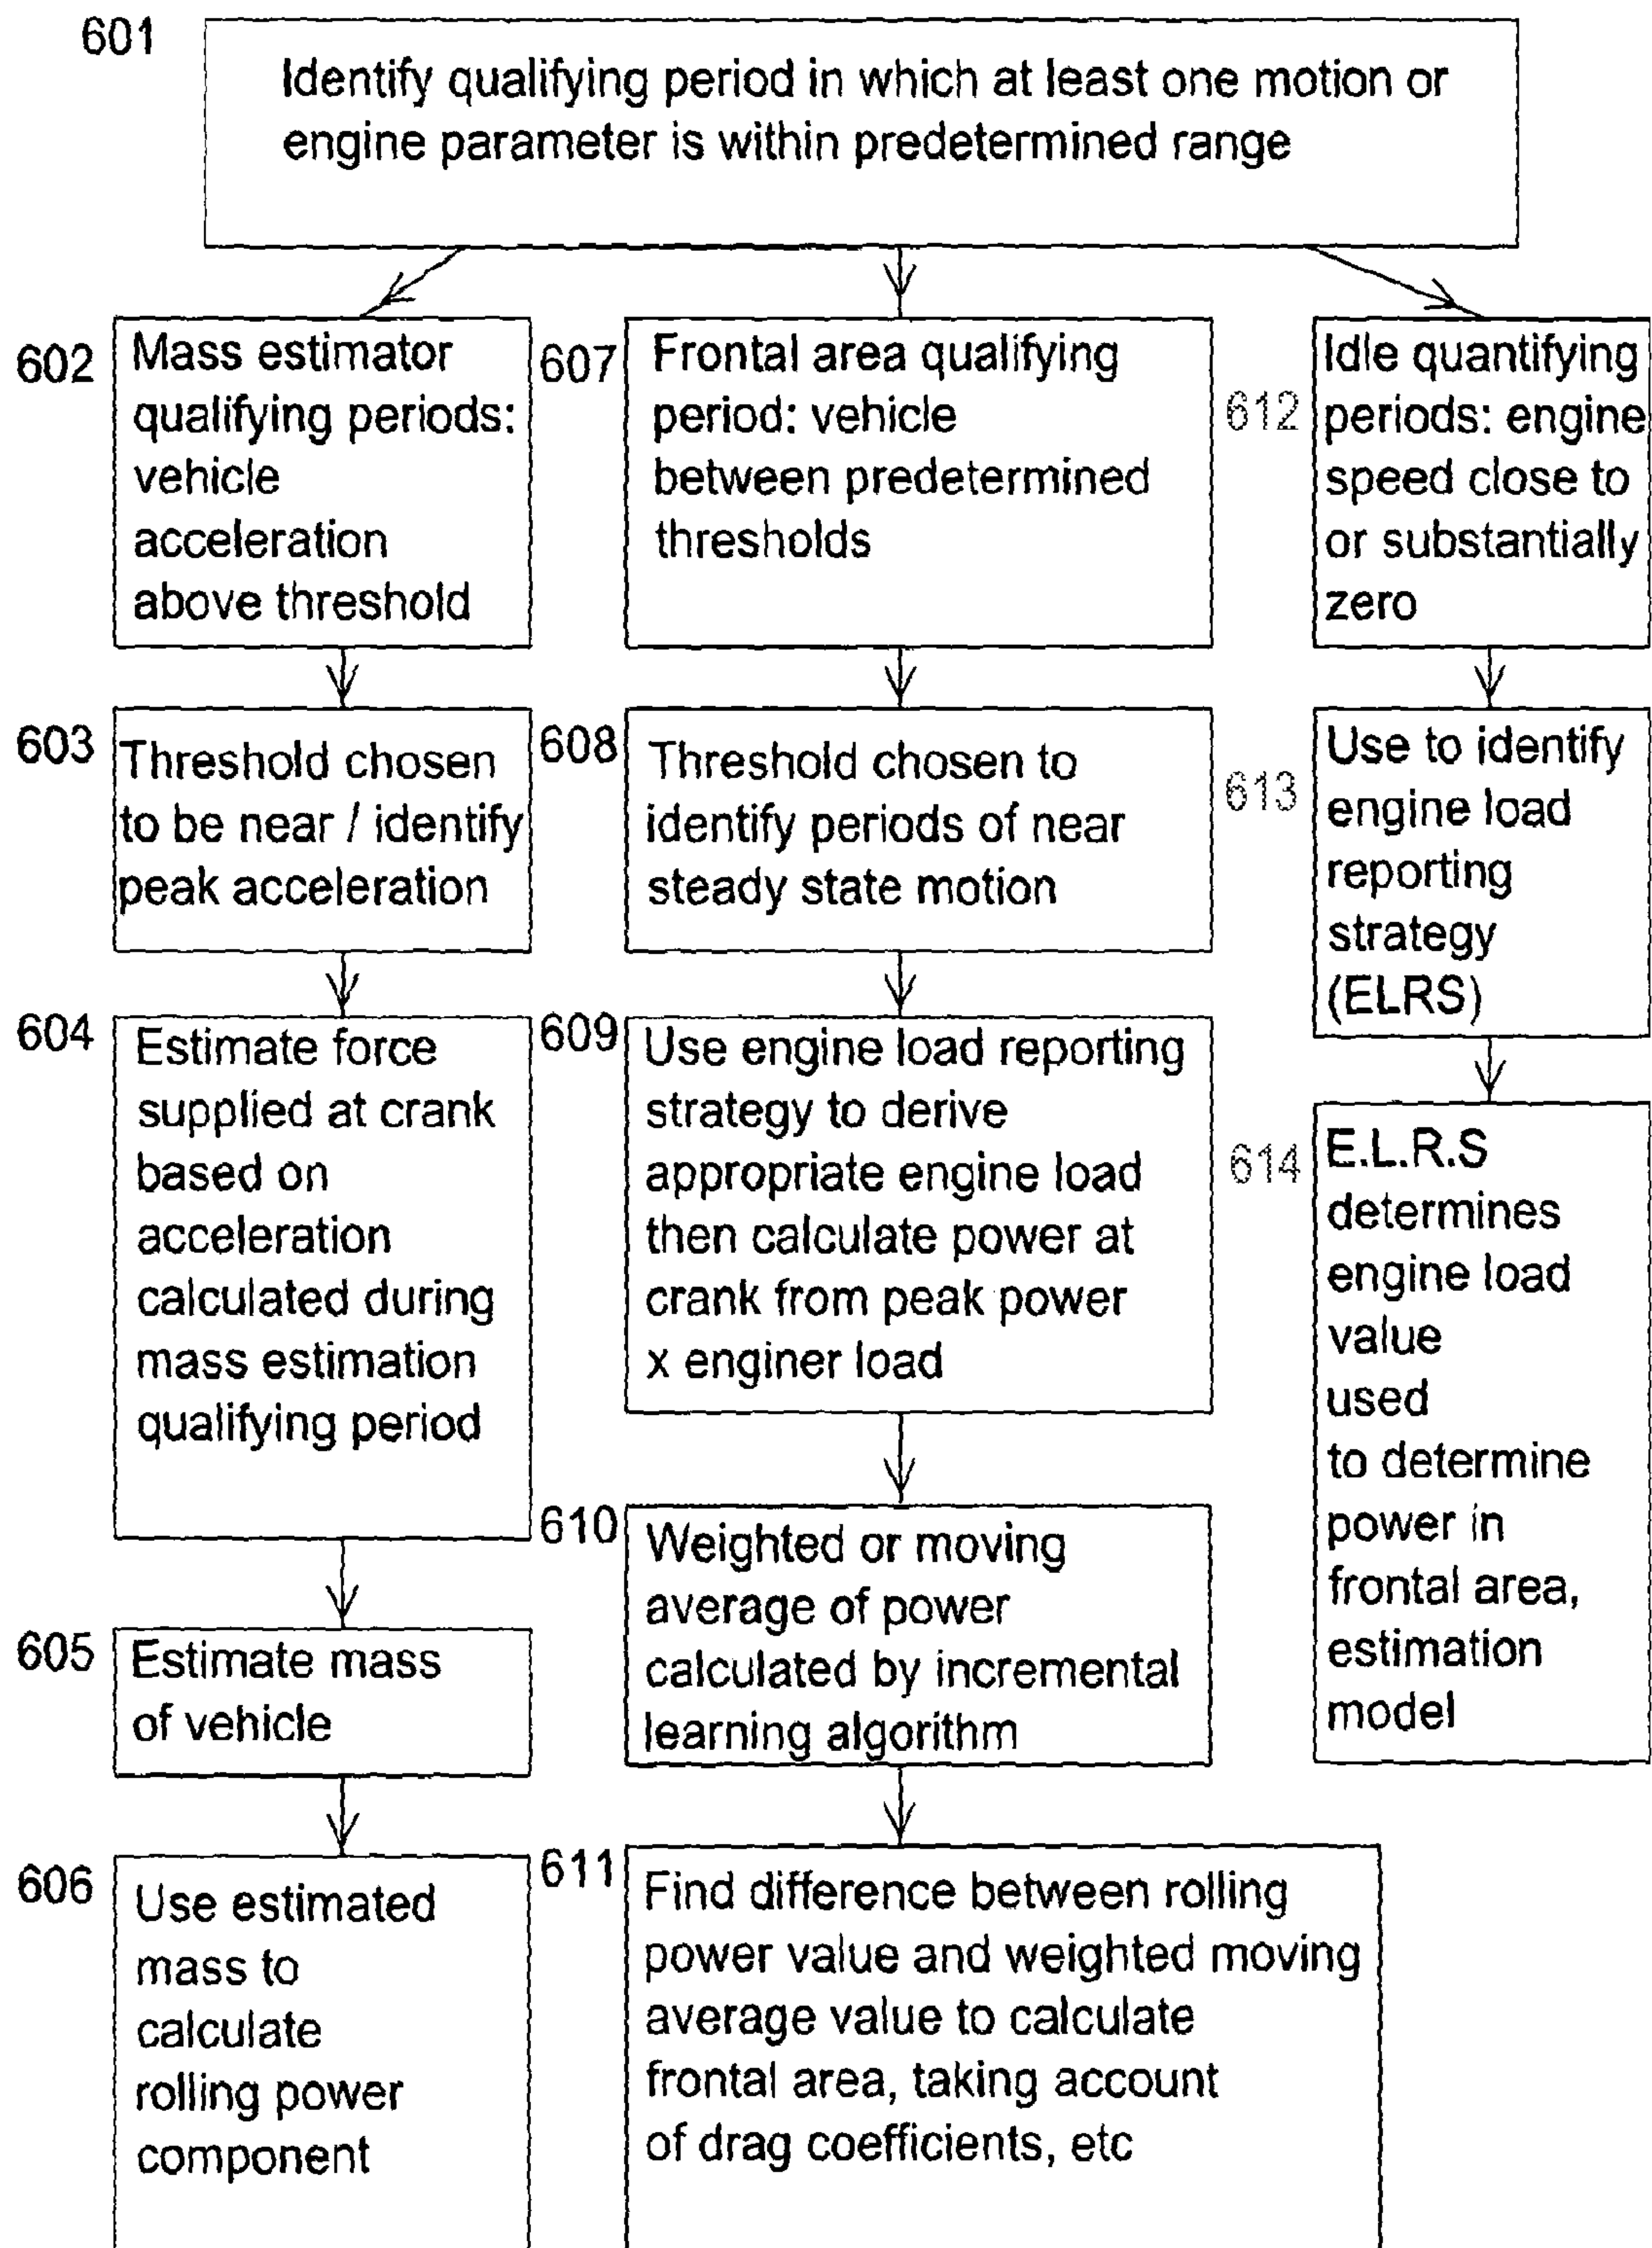 601
Identify qualifying period in which at least one motion or
engine parameter is within predetermined range
602
Mass estimator
qualifying periods:
vehicle
acceleration
above threshold
603
Threshold chosen
to be near / identify
peak acceleration
604
Estimate force
supplied at crank
based on
acceleration
calculated during
mass estimation
qualifying period
605
Estimate mass
of vehicle
606
Use estimated
mass to
calculate
rolling power
component
607
Frontal area qualifying
period: vehicle
between predetermined
thresholds
608
Threshold chosen to
identify periods of near
steady state motion
609
Use engine load reporting
strategy to derive
appropriate engine load
then calculate power at
crank from peak power
x enginer load
610
Weighted or moving
average of power
calculated by incremental
learning algorithm
611
Find difference between rolling
power value and weighted moving
average value to calculate
frontal area, taking account
of drag coefficients, etc
612
Idle quantifying
periods: engine
speed close to
or substantially
zero
613
Use to identify
engine load
reporting
strategy
(ELRS)
614
E.L.R.S
determines
engine load
value
used
to determine
power in
frontal area,
estimation
model